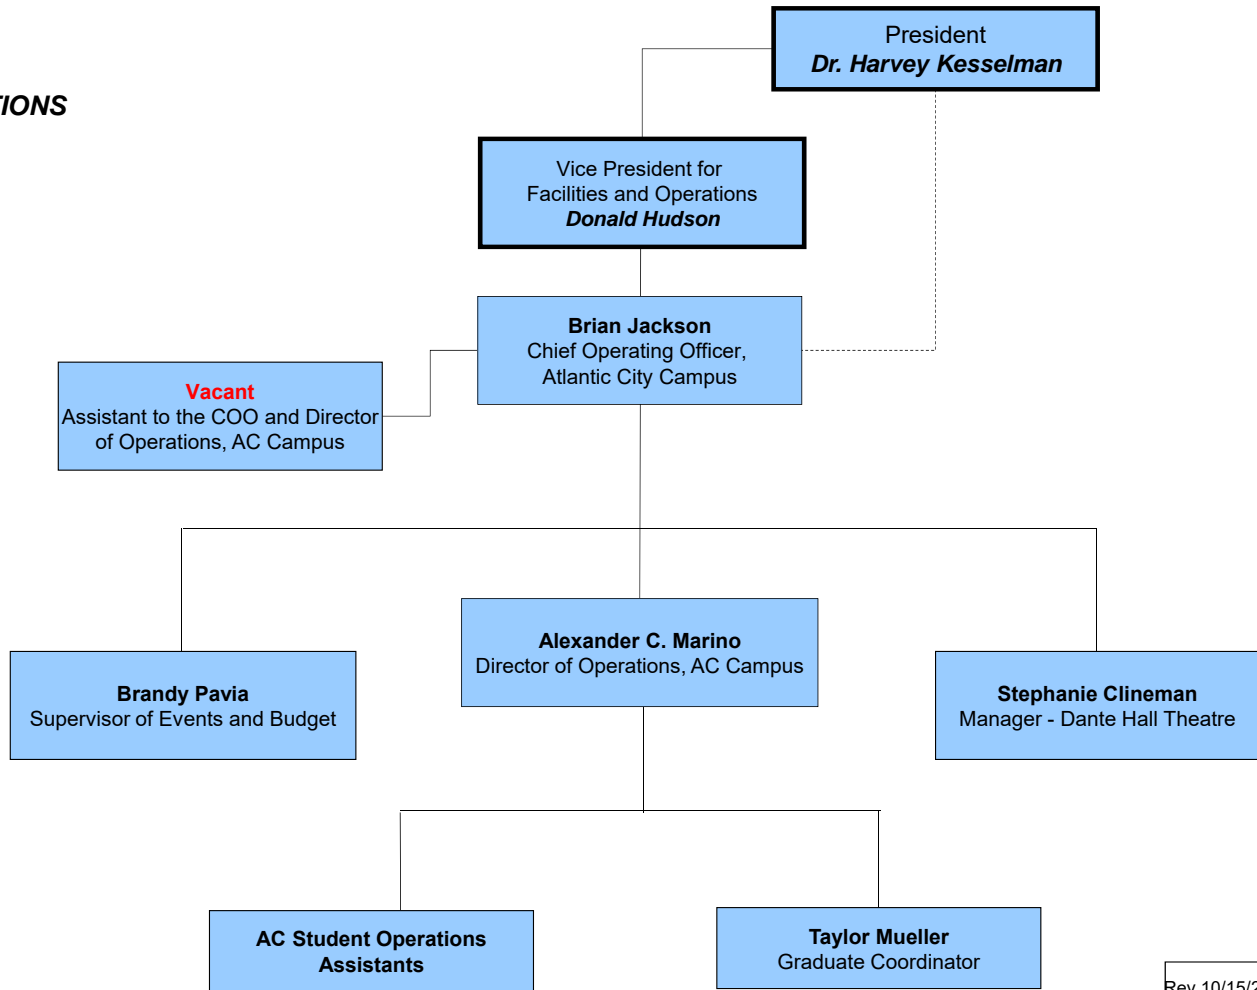 President
Dr. Harvey Kesselman
Vice President for
Facilities and Operations
Donald Hudson
Brian Jackson
Chief Operating Officer,
Atlantic City Campus
Vacant
Assistant to the COO and Director
of Operations, AC Campus
Alexander C. Marino
Director of Operations, AC Campus
Brandy Pavia
Supervisor of Events and Budget
Stephanie Clineman
Manager - Dante Hall Theatre
AC Student Operations
Assistants
Taylor Mueller
Graduate Coordinator
Rev